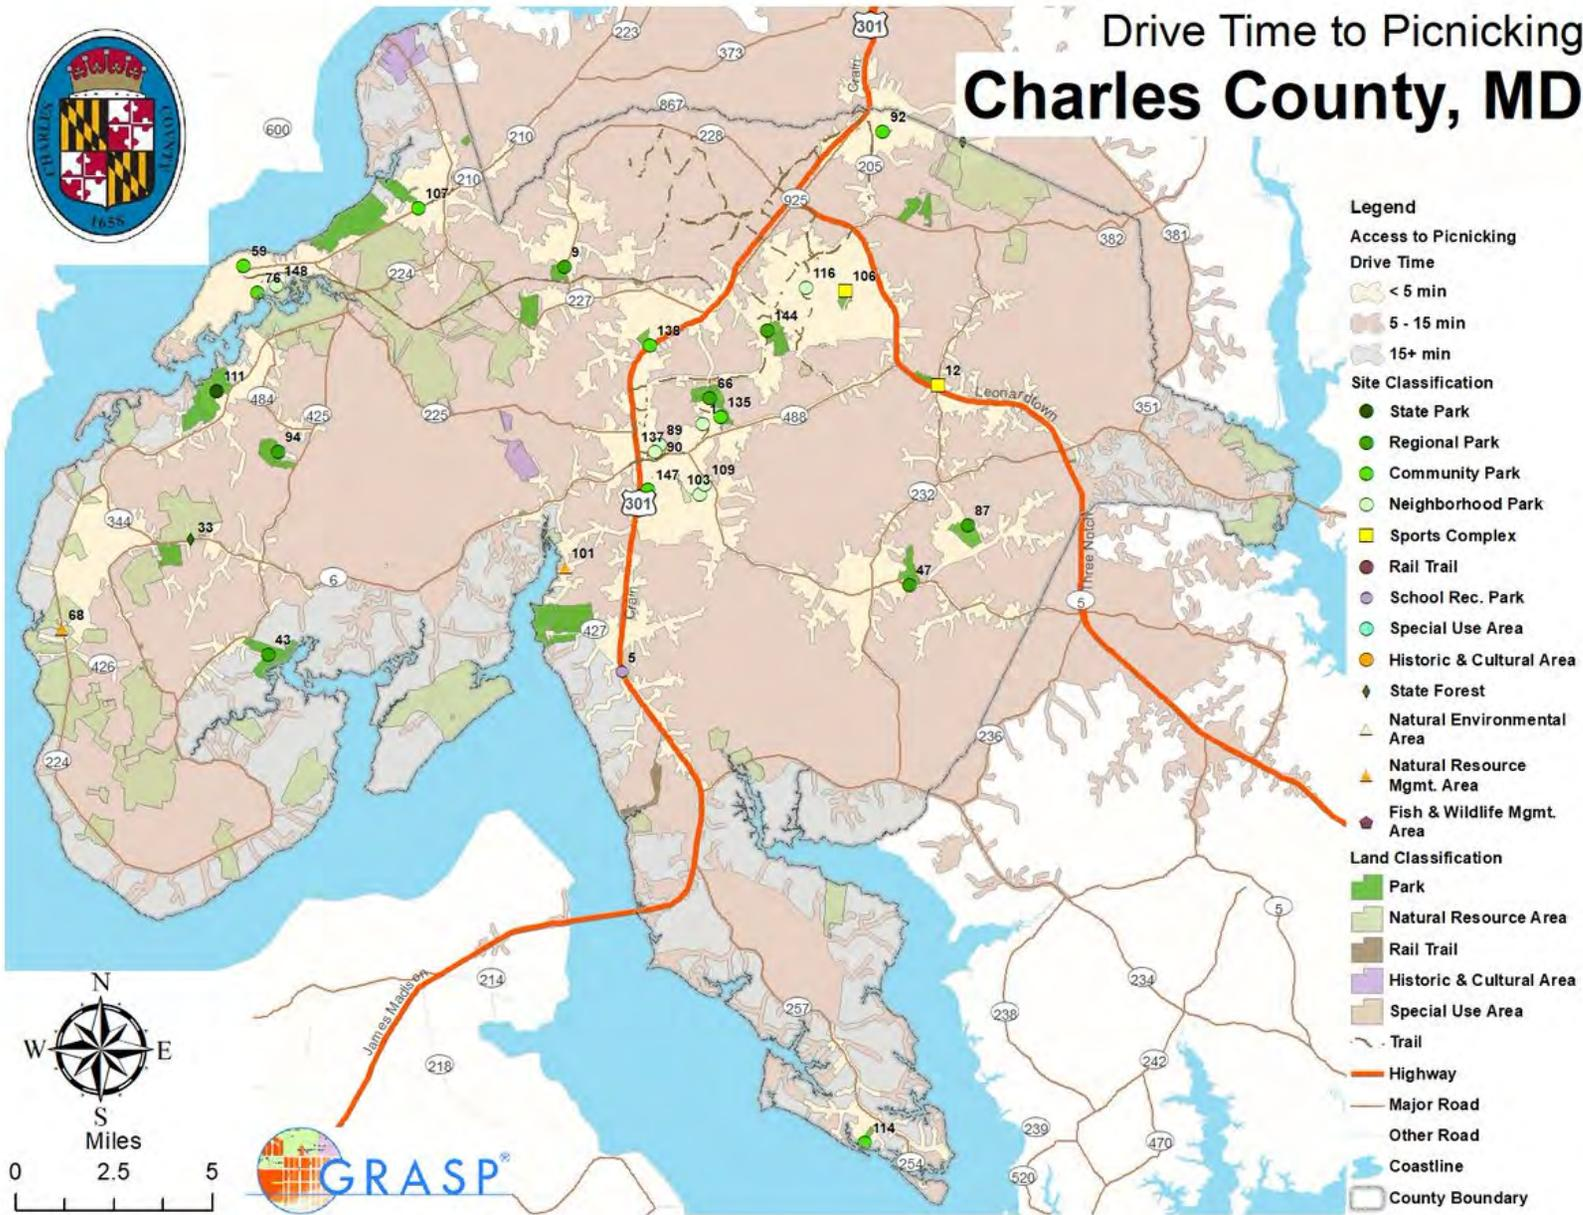 Drive Time to Picnicking
Charles County, MD
CHARLES COUNTY
1658
301
223
373
Crain
867
92
600
210
228
205
210
107
925
382
381
59
9
76
148
224
116
106
227
144
138
111
66
12
Leonardtown
484
135
351
425
225
488
94
89
137
90
109
147
103
301
232
344
33
87
101
Three Notch
6
47
5
Crain
68
427
43
5
426
236
224
5
214
234
257
238
James Madison
218
242
114
239
470
254
520
Legend
Access to Picnicking
Drive Time
< 5 min
5 - 15 min
15+ min
Site Classification
State Park
Regional Park
Community Park
Neighborhood Park
Sports Complex
Rail Trail
School Rec. Park
Special Use Area
Historic & Cultural Area
State Forest
Natural Environmental
Area
Natural Resource
Mgmt. Area
Fish & Wildlife Mgmt.
Area
Land Classification
Park
Natural Resource Area
Rail Trail
Historic & Cultural Area
Special Use Area
Trail
Highway
Major Road
Other Road
Coastline
County Boundary
N
W E
S
Miles
0 2.5 5
GRASP®